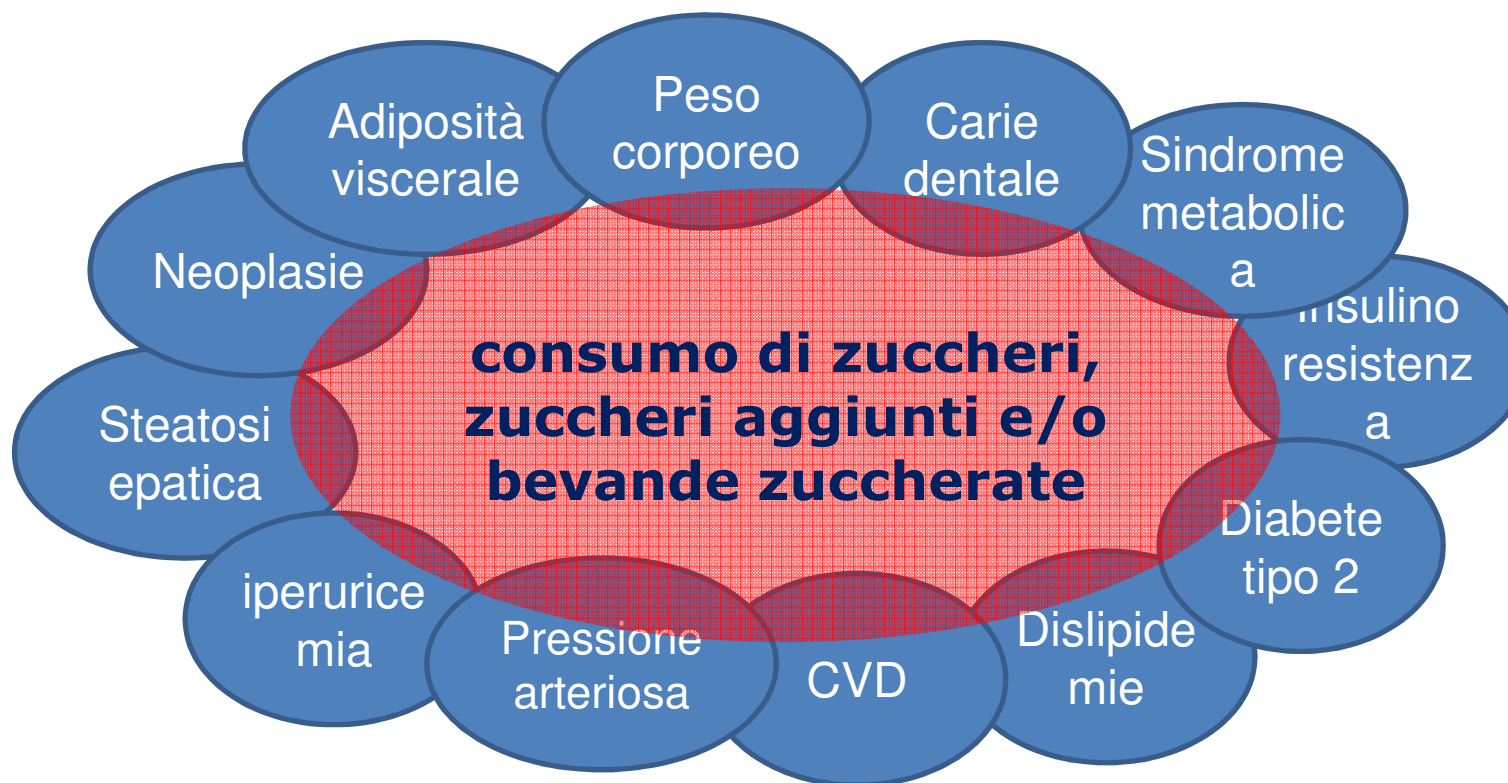 Peso
corporeo
Carie
dentale
Sindrome
metabolic
a
Insulino
resistenz
a
Diabete
tipo 2
Dislipide
mie
CVD
Pressione
arteriosa
iperurice
mia
Steatosi
epatica
Neoplasie
Adiposità
viscerale
consumo di zuccheri,
zuccheri aggiunti e/o
bevande zuccherate